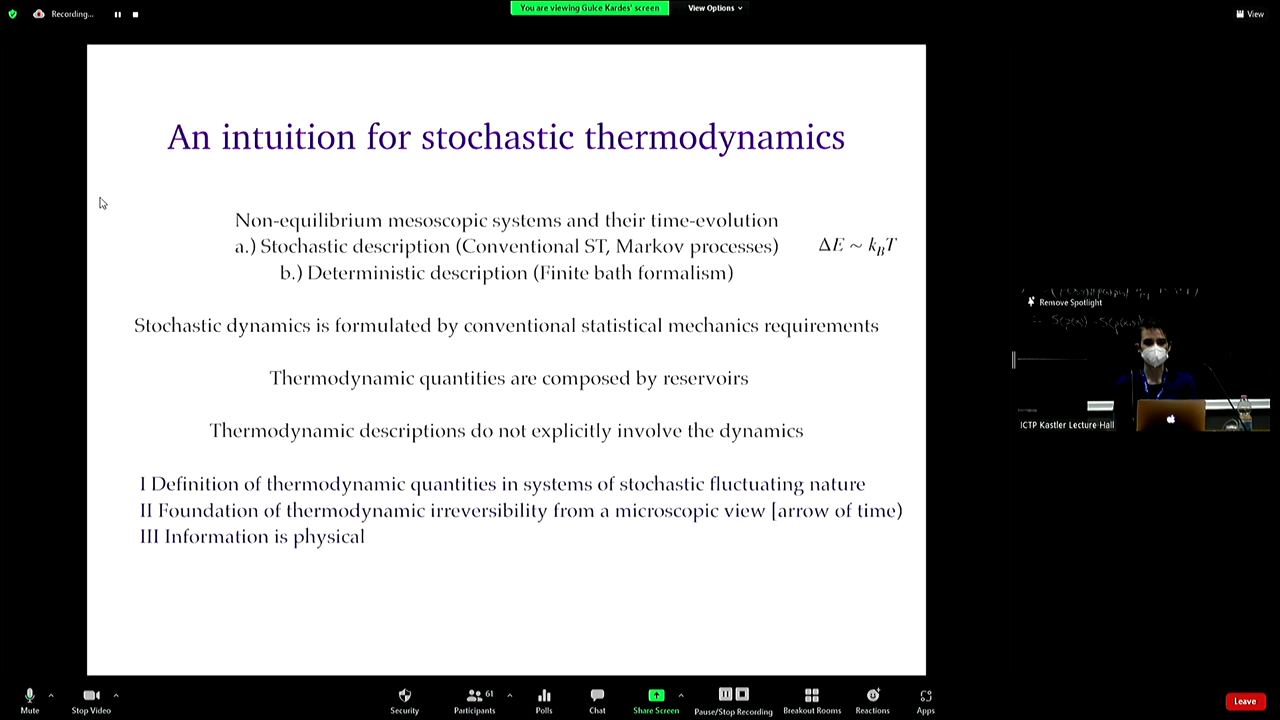 Recording...
You are viewing Gulce Kardes' screen
View Options
View
An intuition for stochastic thermodynamics
Non-equilibrium mesoscopic systems and their time-evolution
a.) Stochastic description (Conventional ST, Markov processes)
ΔE ~ k_BT
b.) Deterministic description (Finite bath formalism)
Stochastic dynamics is formulated by conventional statistical mechanics requirements
Thermodynamic quantities are composed by reservoirs
Thermodynamic descriptions do not explicitly involve the dynamics
I Definition of thermodynamic quantities in systems of stochastic fluctuating nature
II Foundation of thermodynamic irreversibility from a microscopic view [arrow of time)
III Information is physical
Remove Spotlight
ICTP Kastler Lecture Hall
Mute
Stop Video
Security
Participants
61
Polls
Chat
Share Screen
Pause/Stop Recording
Breakout Rooms
Reactions
Apps
Leave